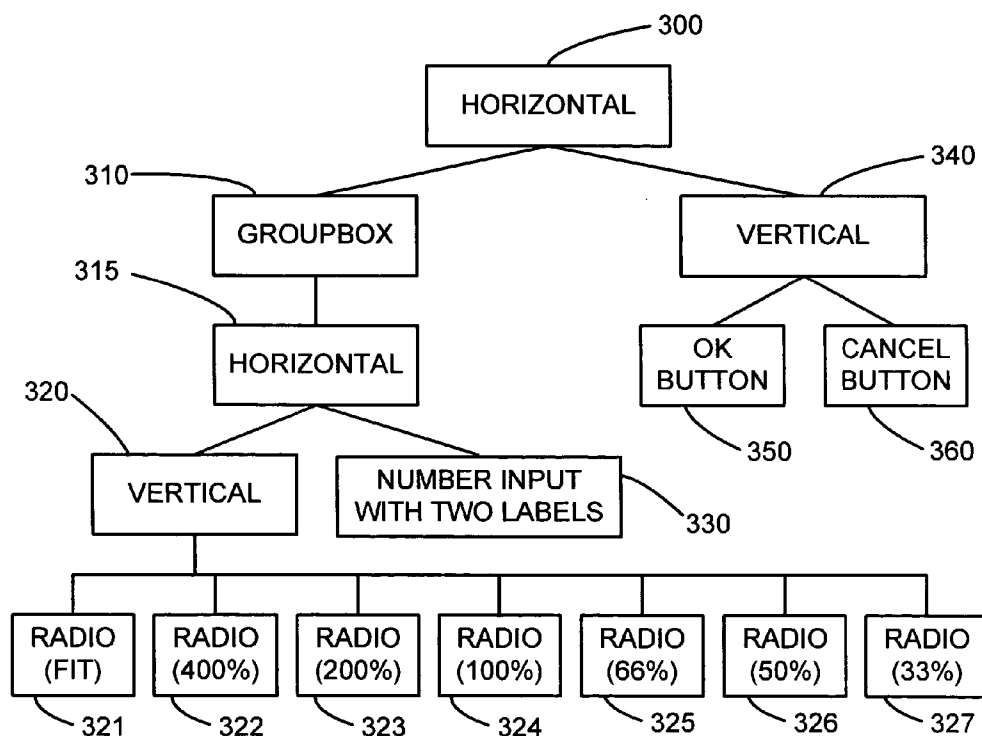 300
HORIZONTAL
310
340
GROUPBOX
VERTICAL
315
HORIZONTAL
OK
BUTTON
CANCEL
BUTTON
320
350
360
VERTICAL
NUMBER INPUT
WITH TWO LABELS
330
RADIO
(FIT)
RADIO
(400%)
RADIO
(200%)
RADIO
(100%)
RADIO
(66%)
RADIO
(50%)
RADIO
(33%)
321
322
323
324
325
326
327